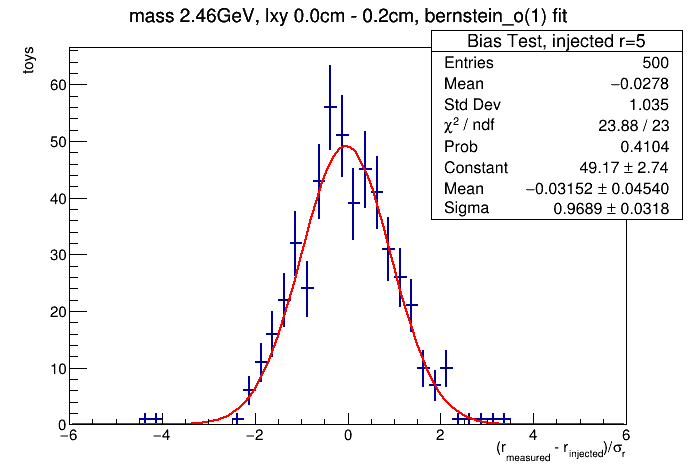 mass 2.46GeV, lxy 0.0cm - 0.2cm, bernstein_o(1) fit
toys
Bias Test, injected r=5
Entries 500
Mean −0.0278
Std Dev 1.035
χ² / ndf 23.88 / 23
Prob 0.4104
Constant 49.17 ± 2.74
Mean −0.03152 ± 0.04540
Sigma 0.9689 ± 0.0318
60
50
40
30
20
10
0
−6 −4 −2 0 2 4 6
(r_measured - r_injected)/σ_r